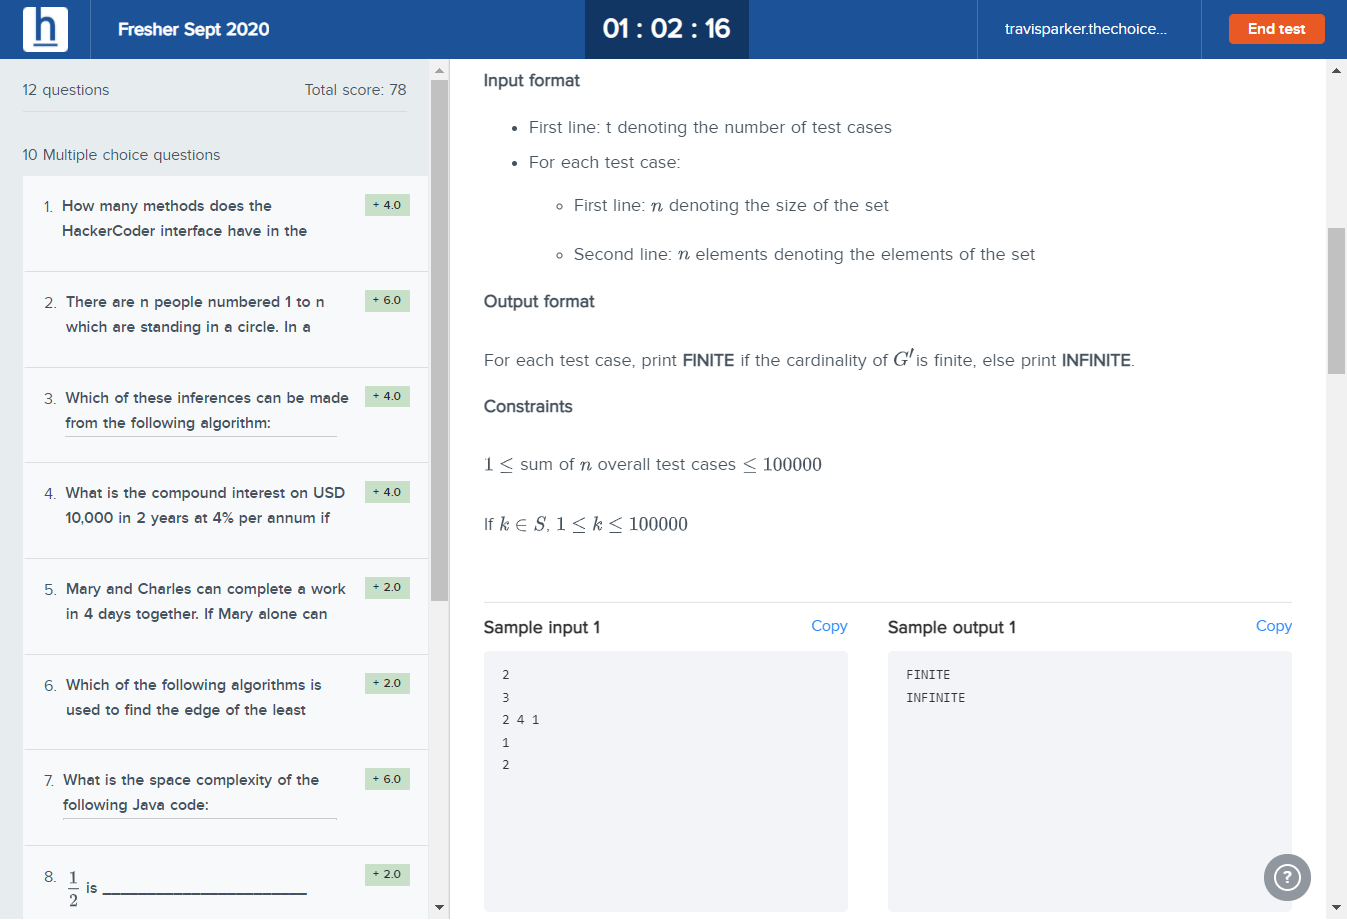 h
Fresher Sept 2020
01 : 02 : 16
travisparker.thechoice...
End test
12 questions
Total score: 78
10 Multiple choice questions
1. How many methods does the + 4.0
HackerCoder interface have in the
2. There are n people numbered 1 to n + 6.0
which are standing in a circle. In a
3. Which of these inferences can be made + 4.0
from the following algorithm:
4. What is the compound interest on USD + 4.0
10,000 in 2 years at 4% per annum if
5. Mary and Charles can complete a work + 2.0
in 4 days together. If Mary alone can
6. Which of the following algorithms is + 2.0
used to find the edge of the least
7. What is the space complexity of the + 6.0
following Java code:
8. 1/2 is ______________________ + 2.0
Input format
• First line: t denoting the number of test cases
• For each test case:
◦ First line: n denoting the size of the set
◦ Second line: n elements denoting the elements of the set
Output format
For each test case, print FINITE if the cardinality of G′ is finite, else print INFINITE.
Constraints
1 ≤ sum of n overall test cases ≤ 100000
If k ∈ S, 1 ≤ k ≤ 100000
Sample input 1
Copy
2
3
2 4 1
1
2
Sample output 1
Copy
FINITE
INFINITE
?